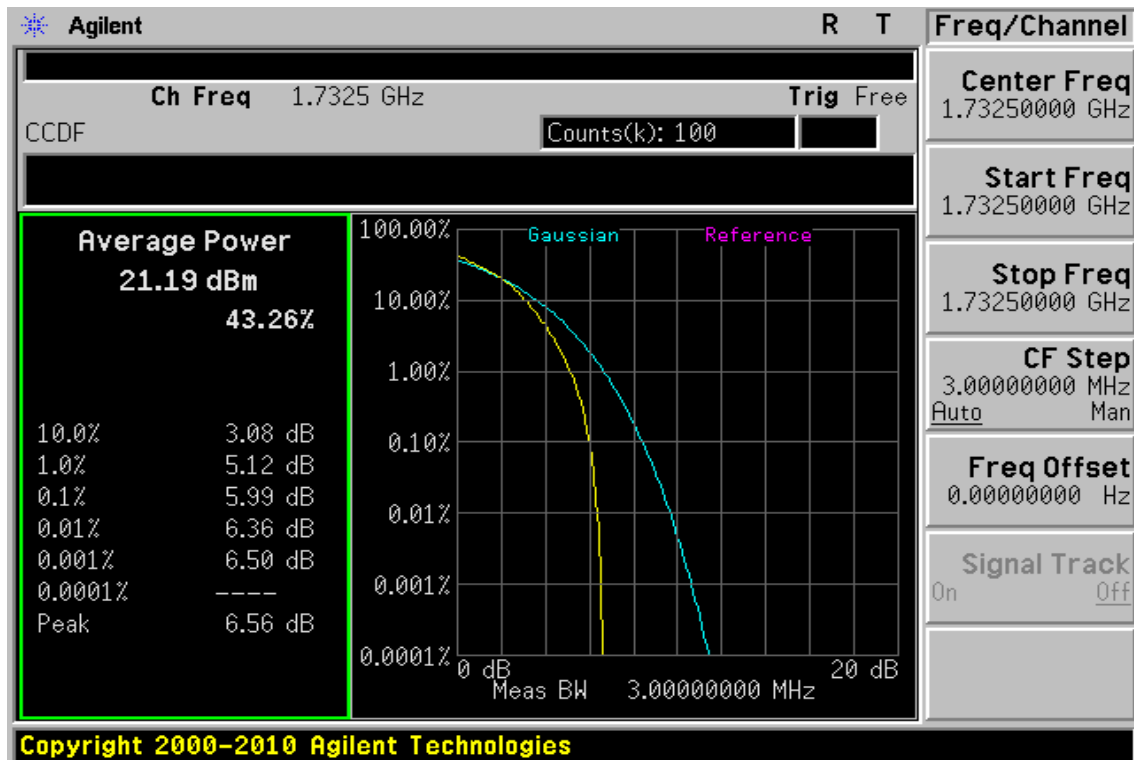 Agilent R T
Ch Freq 1.7325 GHz Trig Free
CCDF Counts(k): 100
Average Power
21.19 dBm
43.26%
10.0% 3.08 dB
1.0% 5.12 dB
0.1% 5.99 dB
0.01% 6.36 dB
0.001% 6.50 dB
0.0001% ----
Peak 6.56 dB
100.00%
10.00%
1.00%
0.10%
0.01%
0.001%
0.0001%
Gaussian Reference
0 dB 20 dB
Meas BW 3.00000000 MHz
Freq/Channel
Center Freq
1.73250000 GHz
Start Freq
1.73250000 GHz
Stop Freq
1.73250000 GHz
CF Step
3.00000000 MHz
Auto Man
Freq Offset
0.00000000 Hz
Signal Track
On Off
Copyright 2000-2010 Agilent Technologies